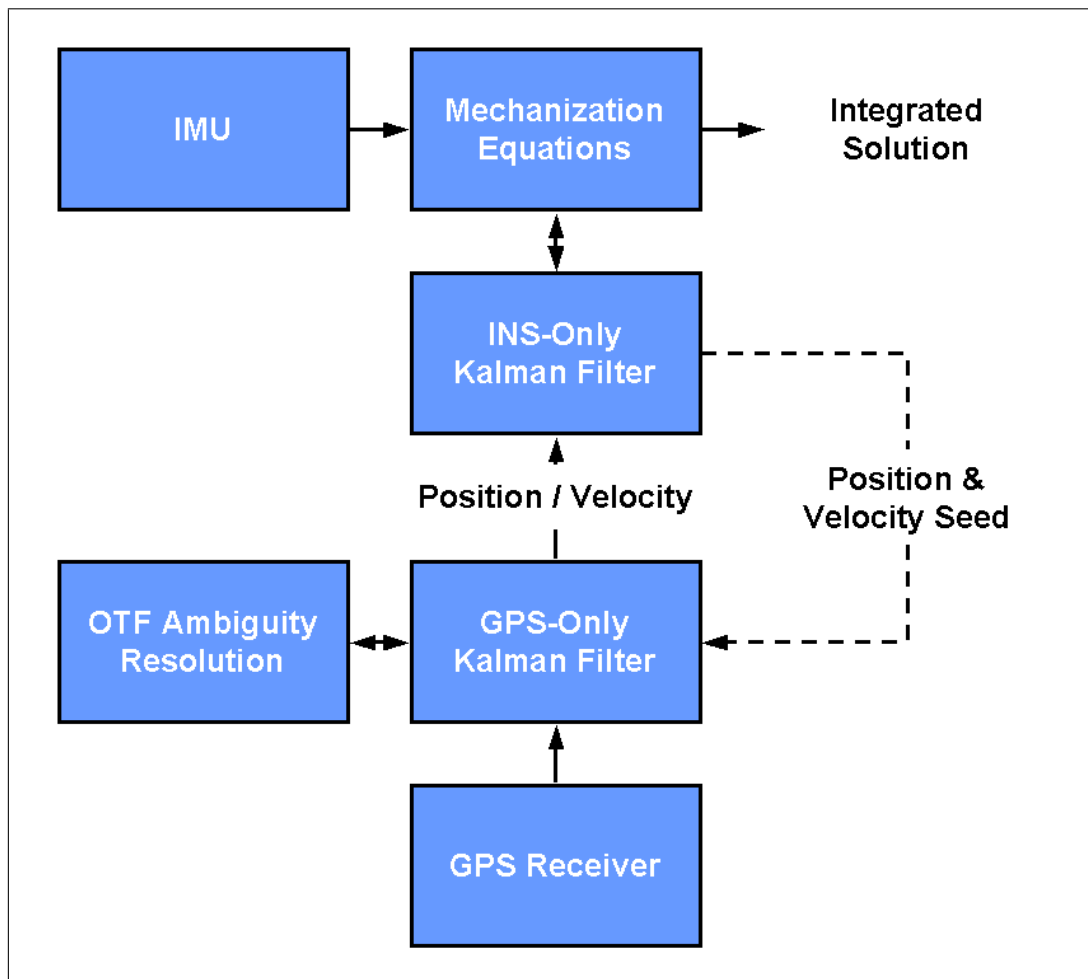 IMU
Mechanization
Equations
Integrated
Solution
INS-Only
Kalman Filter
Position / Velocity
Position &
Velocity Seed
OTF Ambiguity
Resolution
GPS-Only
Kalman Filter
GPS Receiver